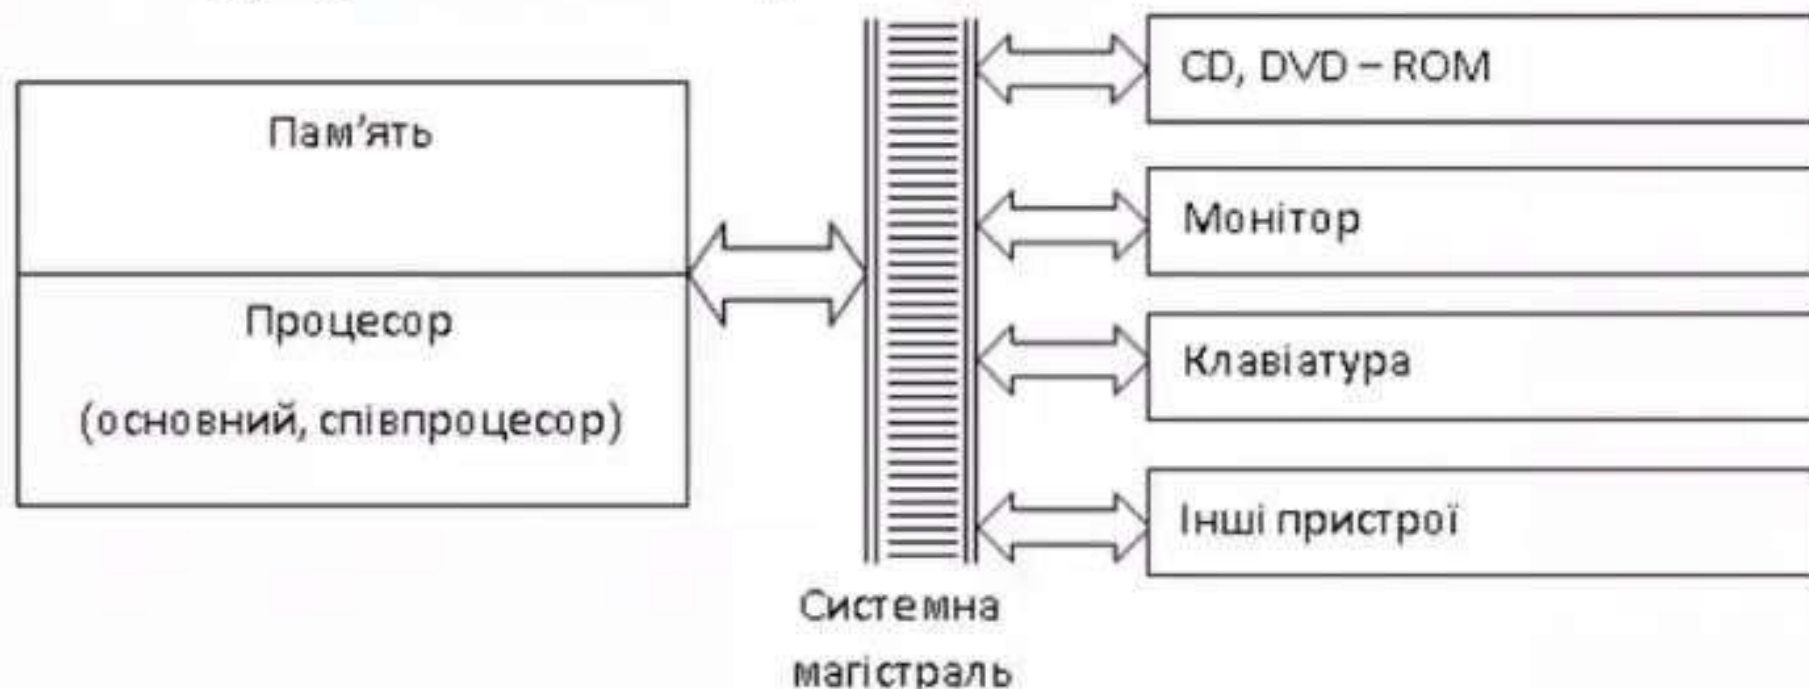 Пам'ять
Процесор
(основний, співпроцесор)
CD, DVD – ROM
Монітор
Клавіатура
Інші пристрої
Системна
магістраль